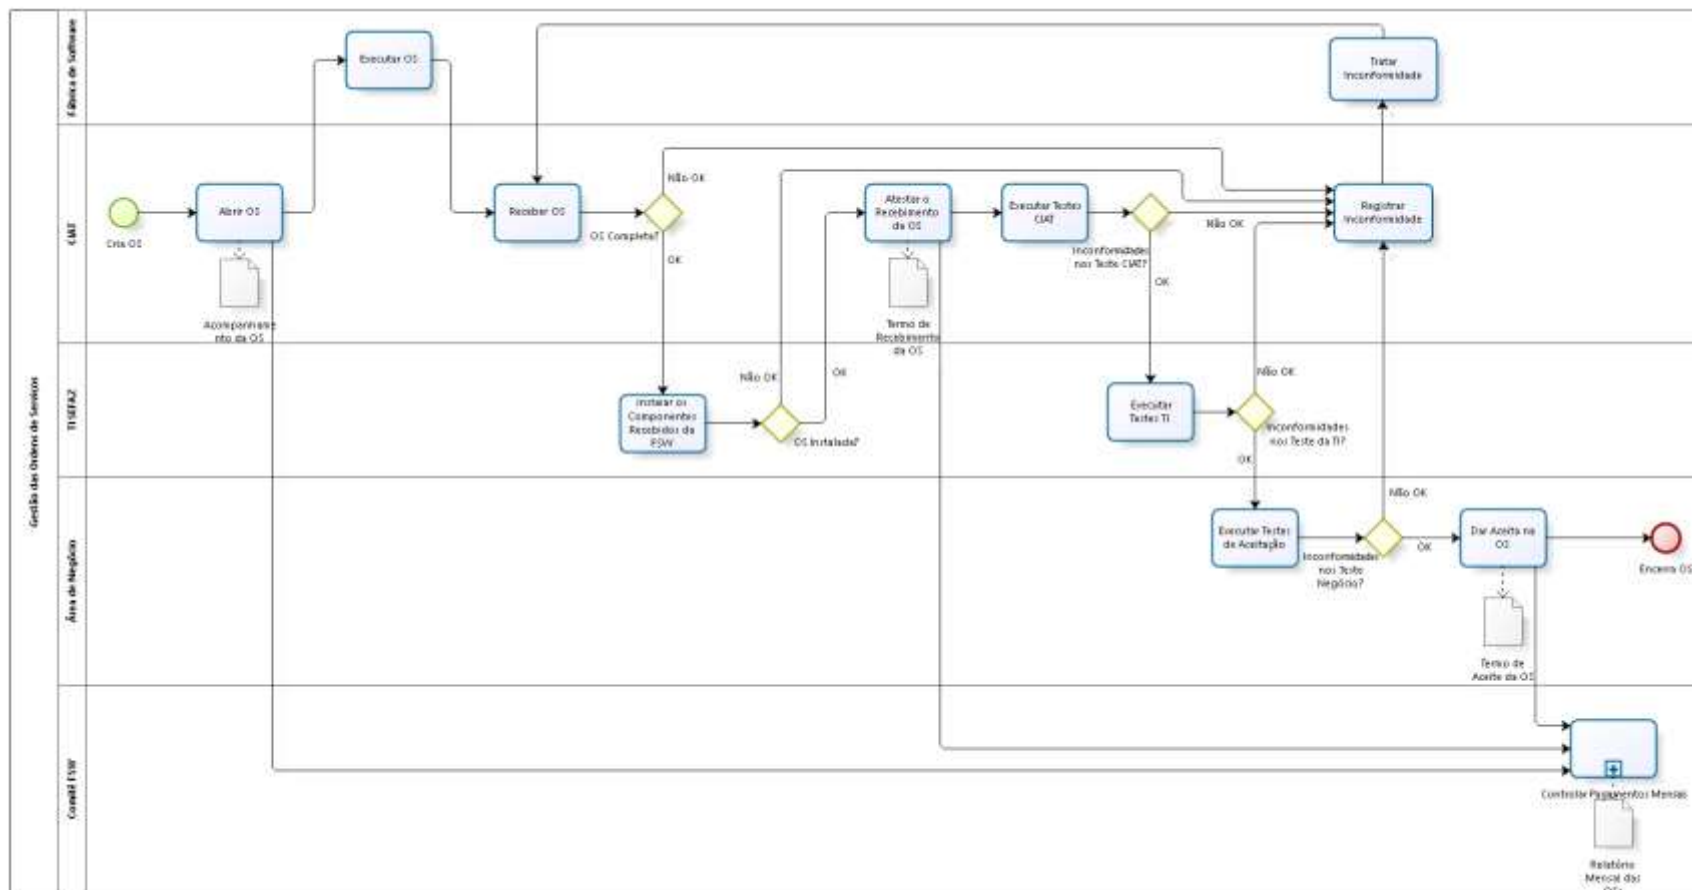 Gestão das Ordens de Serviços
Fábrica de Software
Executar OS
Tratar
Inconformidade
CIAT
Cria OS
Abrir OS
Acompanhame
nto da OS
Receber OS
Não OK
OS Completa?
OK
Atestar o
Recebimento
da OS
Termo de
Recebimento
da OS
Executar Testes
CIAT
Não OK
Inconformidades
nos Teste CIAT?
OK
Registrar
Inconformidade
TI SEFAZ
Instalar os
Componentes
Recebidos da
FSW
Não OK
OK
OS Instalada?
Executar
Testes TI
Não OK
Inconformidades
nos Teste da TI?
OK
Área de Negócio
Executar Testes
de Aceitação
Não OK
Inconformidades
nos Teste
Negócio?
OK
Dar Aceite na
OS
Encerra OS
Termo de
Aceite da OS
Comitê FSW
Controlar Pagamentos Mensais
Relatório
Mensal das
OSs